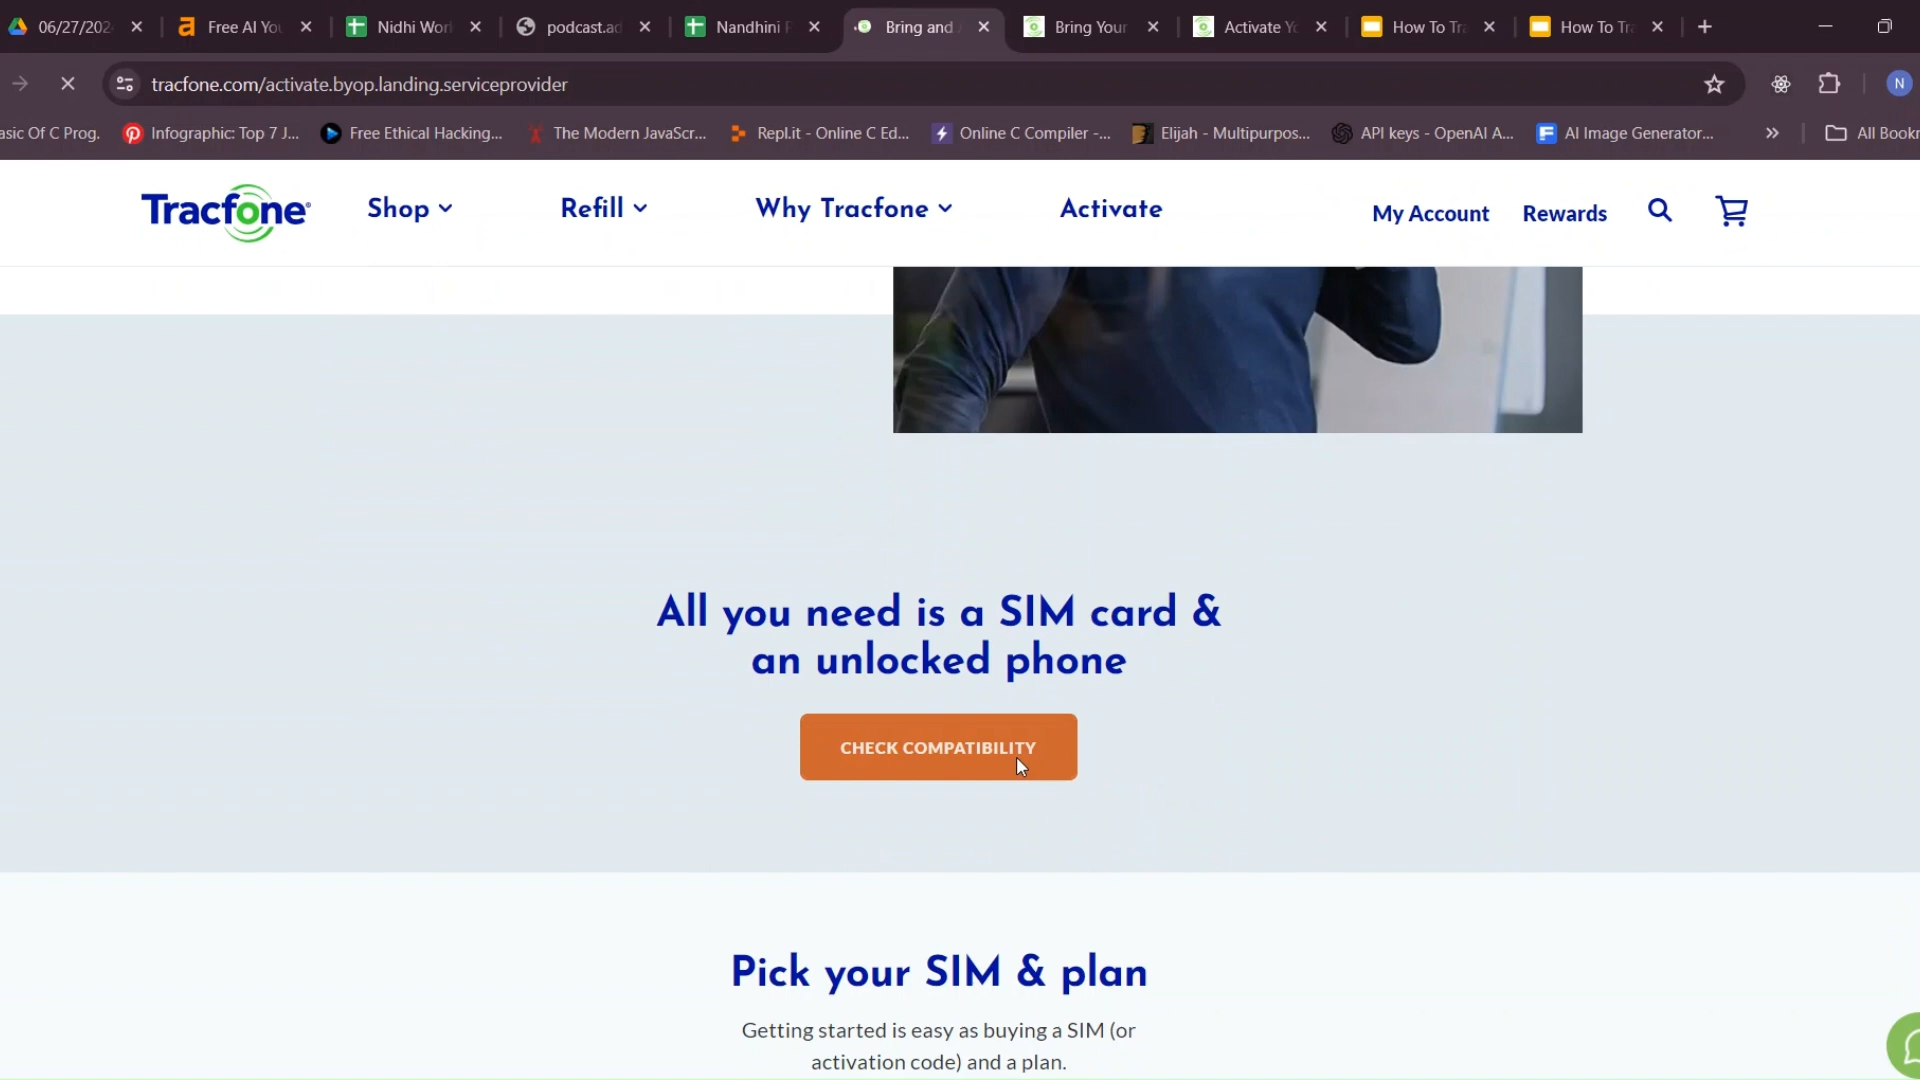 06/27/202
Free AI You
Nidhi Work
podcast.ad
Nandhini
Bring and
Bring Your
Activate Yo
How To Tra
How To Tra
tracfone.com/activate.byop.landing.serviceprovider
N
asic Of C Prog.
Infographic: Top 7 J...
Free Ethical Hacking...
The Modern JavaScr...
Repl.it - Online C Ed...
Online C Compiler -...
Elijah - Multipurpos...
API keys - OpenAI A...
AI Image Generator...
All Bookr
Tracfone
Shop
Refill
Why Tracfone
Activate
My Account
Rewards
All you need is a SIM card &
an unlocked phone
CHECK COMPATIBILITY
Pick your SIM & plan
Getting started is easy as buying a SIM (or
activation code) and a plan.